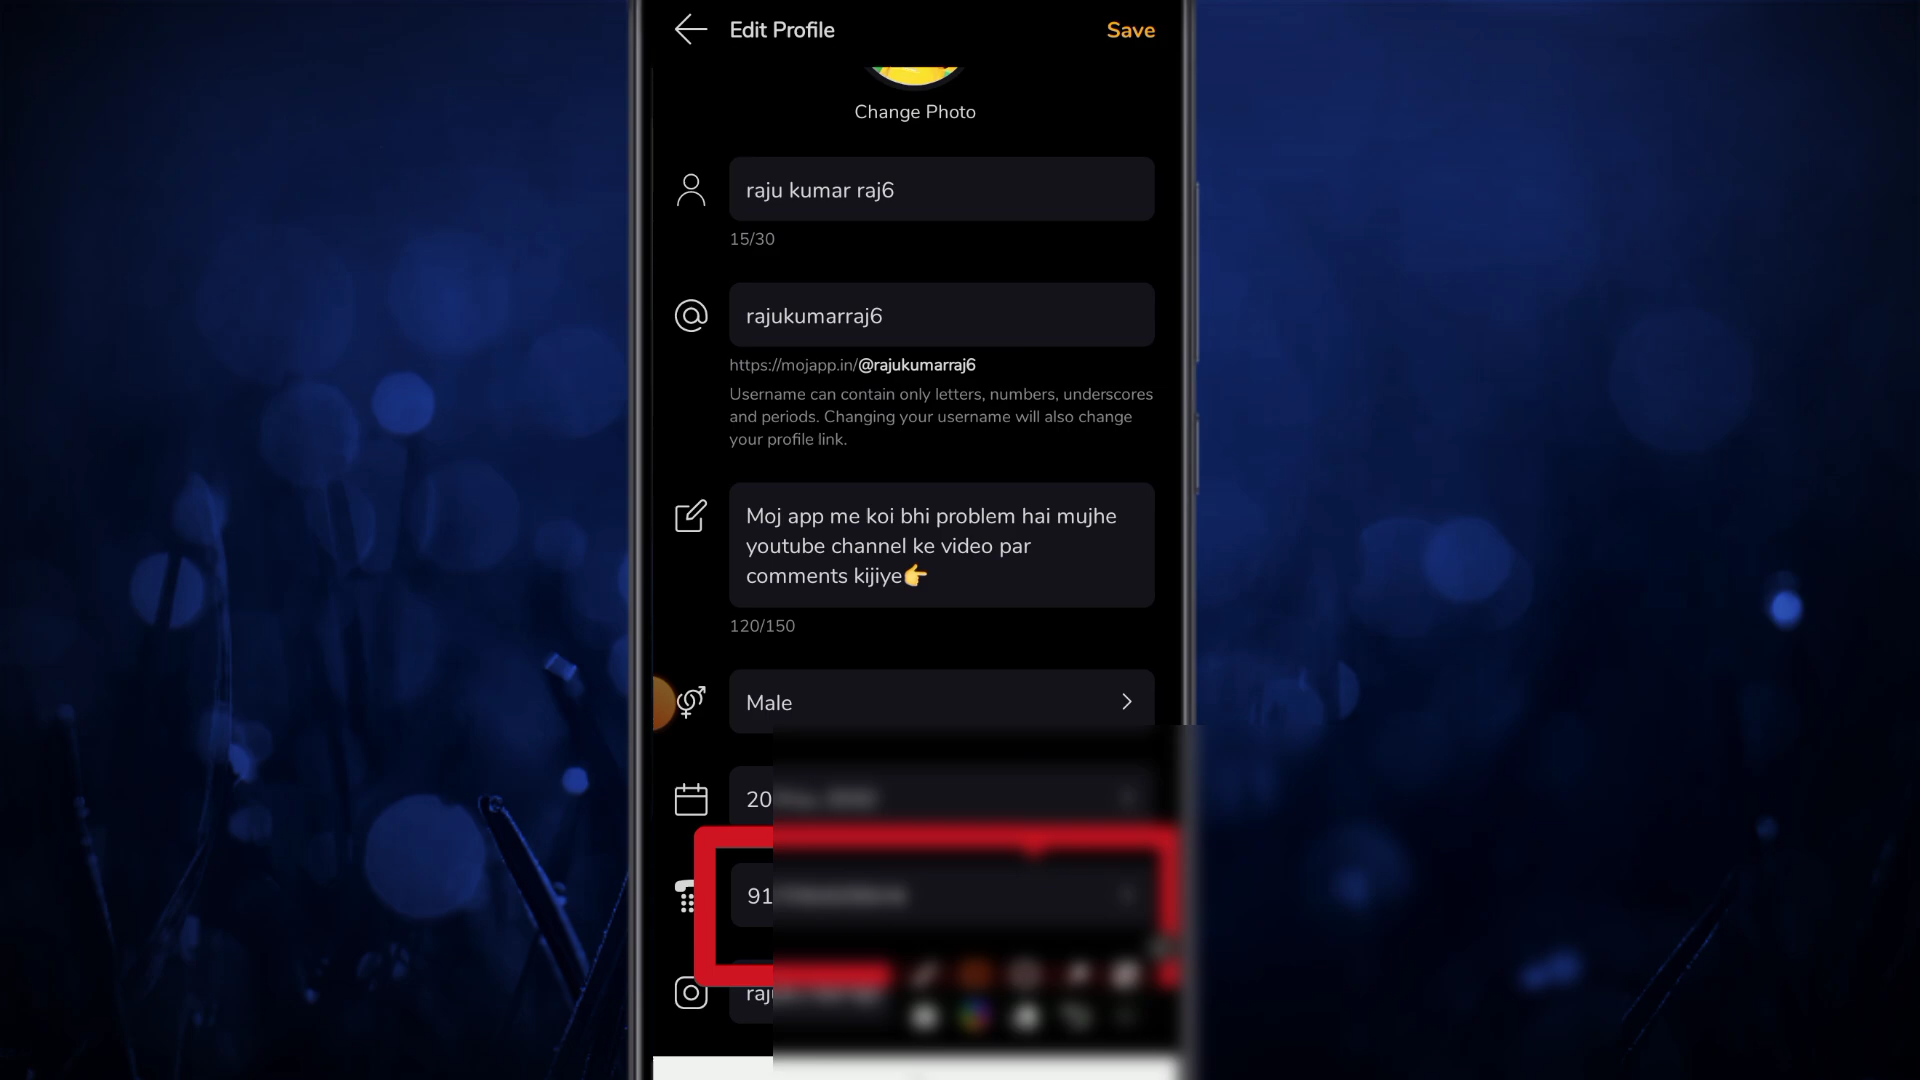 Edit Profile
Save
Change Photo
raju kumar raj6
15/30
rajukumarraj6
https://mojapp.in/@rajukumarraj6
Username can contain only letters, numbers, underscores
and periods. Changing your username will also change
your profile link.
Moj app me koi bhi problem hai mujhe
youtube channel ke video par
comments kijiye👉
120/150
Male
20
91
raj